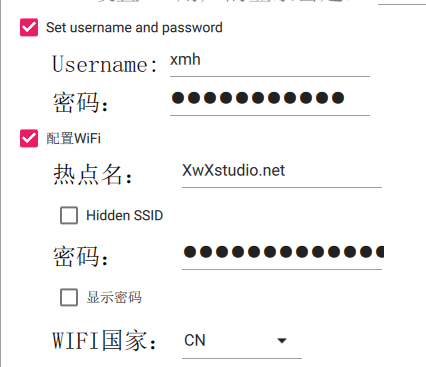 Set username and password
Username: xmh
密码： ●●●●●●●●●●●
配置WiFi
热点名： XwXstudio.net
Hidden SSID
密码： ●●●●●●●●●●●●●
显示密码
WIFI国家： CN